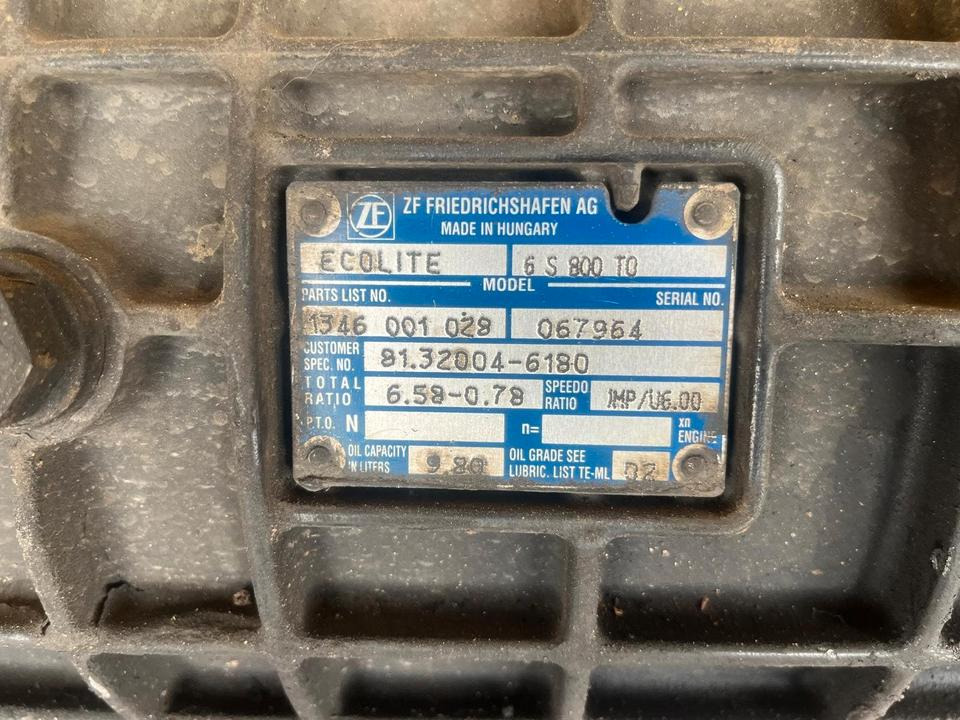 ZF ZF FRIEDRICHSHAFEN AG
MADE IN HUNGARY
ECOLITE 6 S 800 TO
MODEL
PARTS LIST NO. SERIAL NO.
1346 001 028 067964
CUSTOMER SPEC. NO. 81.32004-6180
TOTAL RATIO 6.58-0.78 SPEEDO RATIO IMP/U6.00
P.T.O. N n= xn ENGINE
OIL CAPACITY IN LITERS 9.80 OIL GRADE SEE LUBRIC. LIST TE-ML 02